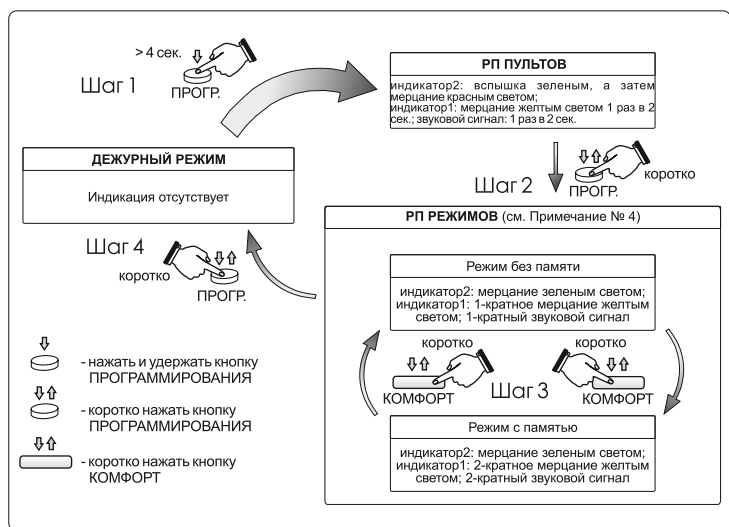 > 4 сек.
Шаг 1
ПРОГР.
РП ПУЛЬТОВ
индикатор2: вспышка зеленым, а затем
мерцание красным светом;
индикатор1: мерцание желтым светом 1 раз в 2
сек.; звуковой сигнал: 1 раз в 2 сек.
ДЕЖУРНЫЙ РЕЖИМ
Индикация отсутствует
Шаг 2
коротко
ПРОГР.
РП РЕЖИМОВ (см. Примечание № 4)
Шаг 4
коротко
ПРОГР.
Режим без памяти
индикатор2: мерцание зеленым светом;
индикатор1: 1-кратное мерцание желтым
светом; 1-кратный звуковой сигнал
коротко
КОМФОРТ
Шаг 3
коротко
КОМФОРТ
Режим с памятью
индикатор2: мерцание зеленым светом;
индикатор1: 2-кратное мерцание желтым
светом; 2-кратный звуковой сигнал
- нажать и удержать кнопку
ПРОГРАММИРОВАНИЯ
- коротко нажать кнопку
ПРОГРАММИРОВАНИЯ
- коротко нажать кнопку
КОМФОРТ